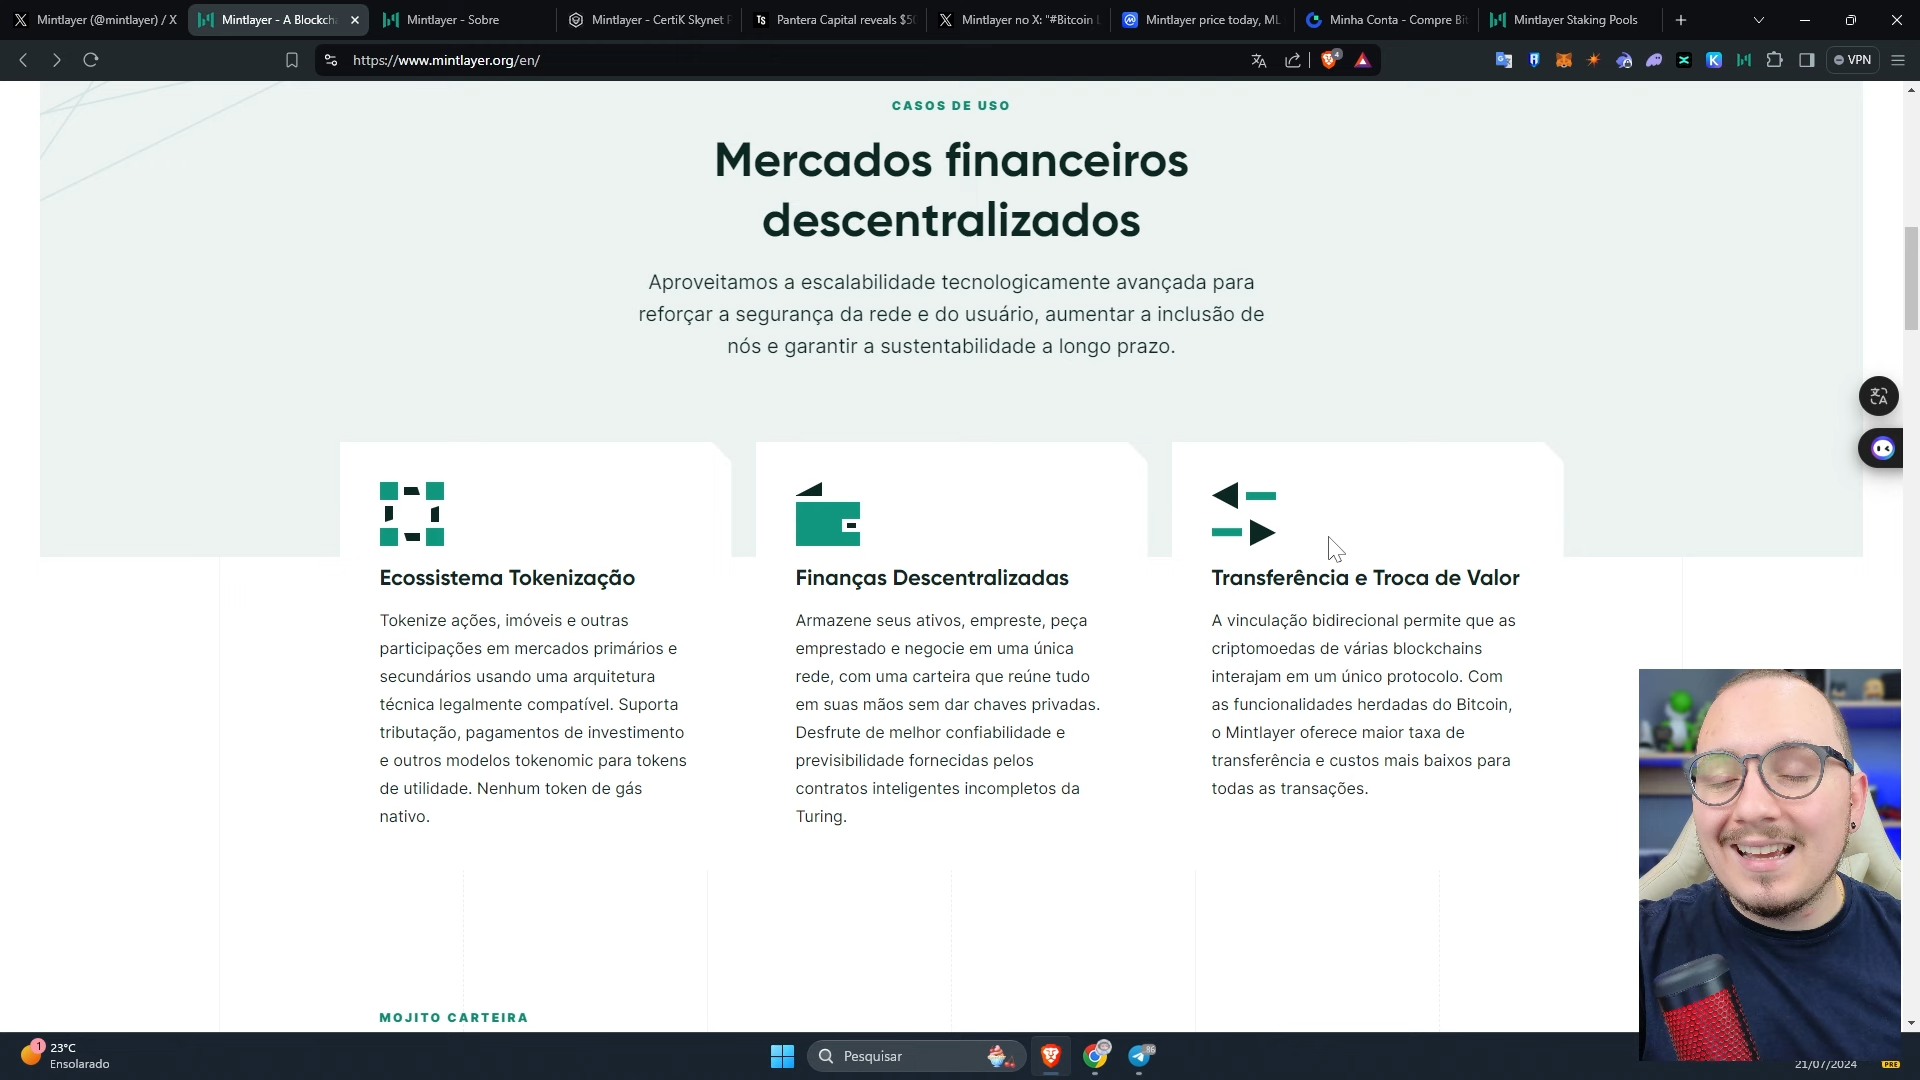 Mintlayer (@mintlayer) / X
Mintlayer - A Blockcha
Mintlayer - Sobre
Mintlayer - CertiK Skynet P
Pantera Capital reveals $50
Mintlayer no X: "#Bitcoin L
Mintlayer price today, ML
Minha Conta - Compre Bit
Mintlayer Staking Pools
https://www.mintlayer.org/en/
4
VPN
CASOS DE USO
Mercados financeiros
descentralizados
Aproveitamos a escalabilidade tecnologicamente avançada para
reforçar a segurança da rede e do usuário, aumentar a inclusão de
nós e garantir a sustentabilidade a longo prazo.
Ecossistema Tokenização
Tokenize ações, imóveis e outras
participações em mercados primários e
secundários usando uma arquitetura
técnica legalmente compatível. Suporta
tributação, pagamentos de investimento
e outros modelos tokenomic para tokens
de utilidade. Nenhum token de gás
nativo.
Finanças Descentralizadas
Armazene seus ativos, empreste, peça
emprestado e negocie em uma única
rede, com uma carteira que reúne tudo
em suas mãos sem dar chaves privadas.
Desfrute de melhor confiabilidade e
previsibilidade fornecidas pelos
contratos inteligentes incompletos da
Turing.
Transferência e Troca de Valor
A vinculação bidirecional permite que as
criptomoedas de várias blockchains
interajam em um único protocolo. Com
as funcionalidades herdadas do Bitcoin,
o Mintlayer oferece maior taxa de
transferência e custos mais baixos para
todas as transações.
MOJITO CARTEIRA
1
23°C
Ensolarado
Pesquisar
86
21/07/2024
PRE